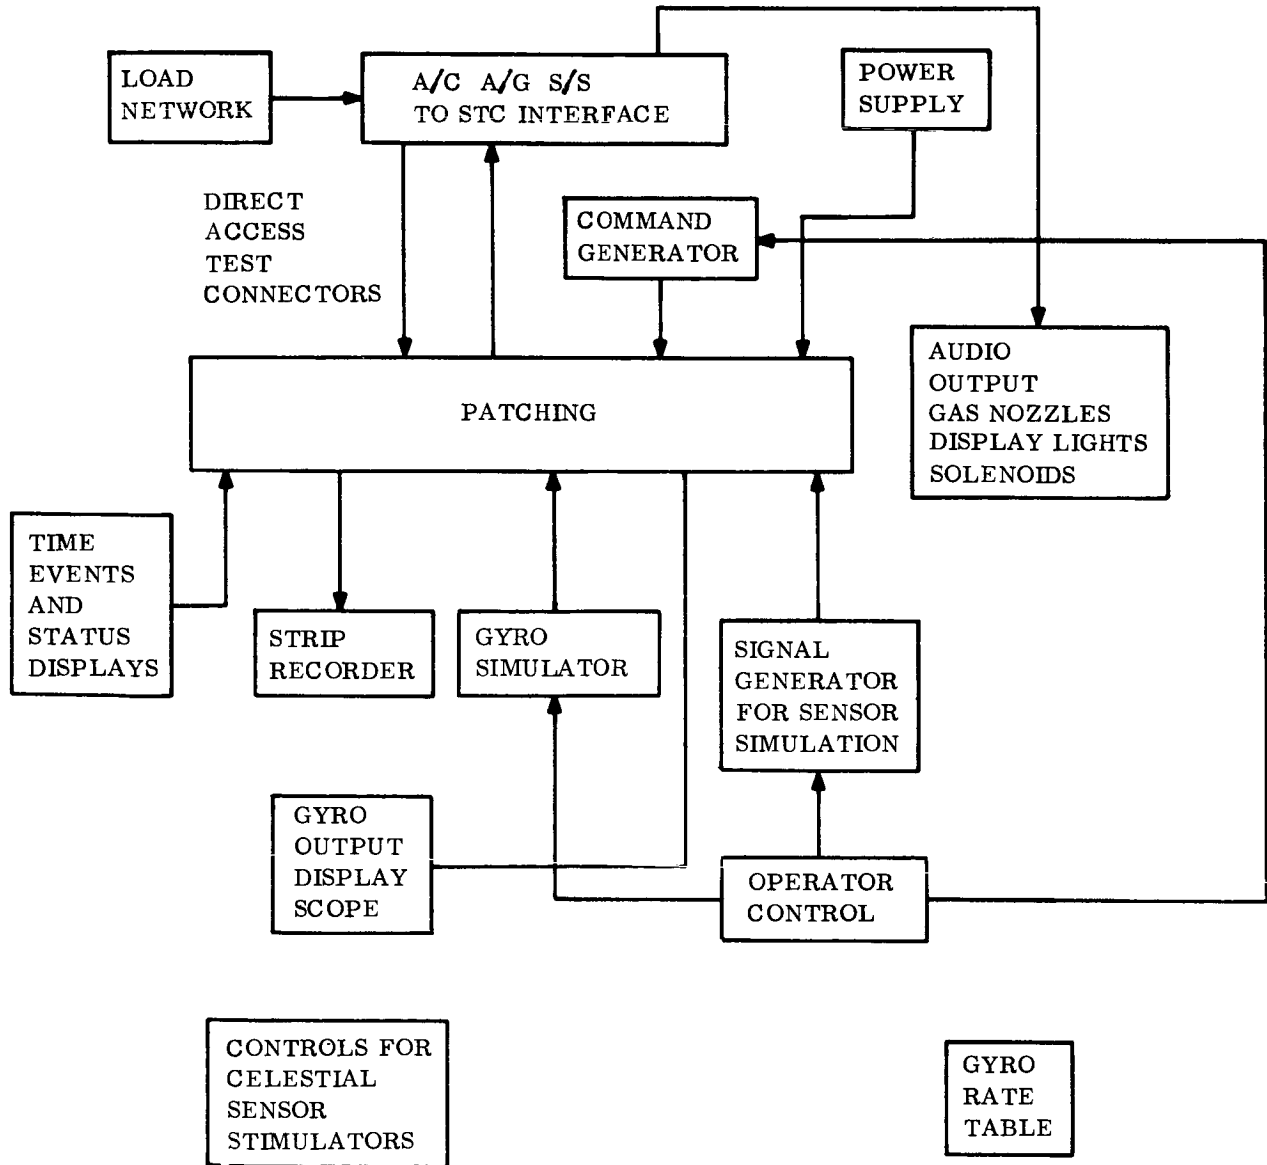 LOAD
NETWORK
A/C A/G S/S
TO STC INTERFACE
POWER
SUPPLY
DIRECT
ACCESS
TEST
CONNECTORS
COMMAND
GENERATOR
AUDIO
OUTPUT
GAS NOZZLES
DISPLAY LIGHTS
SOLENOIDS
PATCHING
TIME
EVENTS
AND
STATUS
DISPLAYS
STRIP
RECORDER
GYRO
SIMULATOR
SIGNAL
GENERATOR
FOR SENSOR
SIMULATION
GYRO
OUTPUT
DISPLAY
SCOPE
OPERATOR
CONTROL
CONTROLS FOR
CELESTIAL
SENSOR
STIMULATORS
GYRO
RATE
TABLE